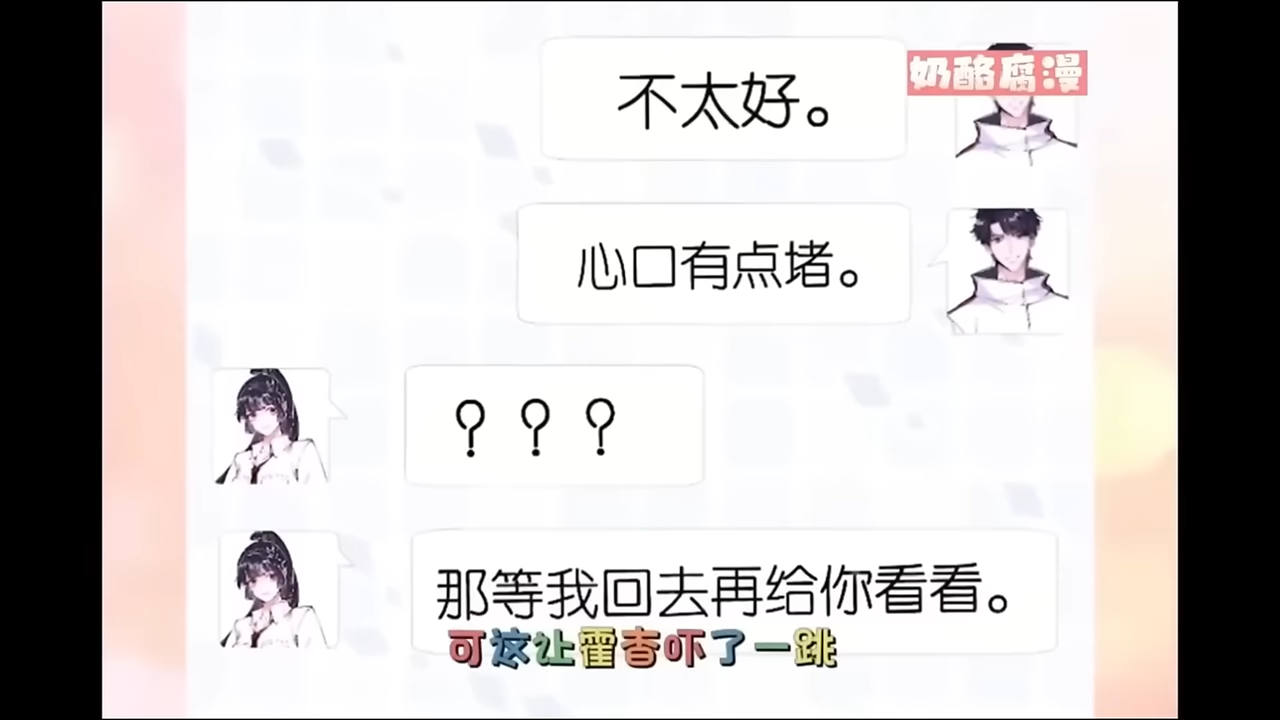 不太好。
奶酪腐漫
心口有点堵。
？？？
那等我回去再给你看看。
可这让霍杳吓了一跳